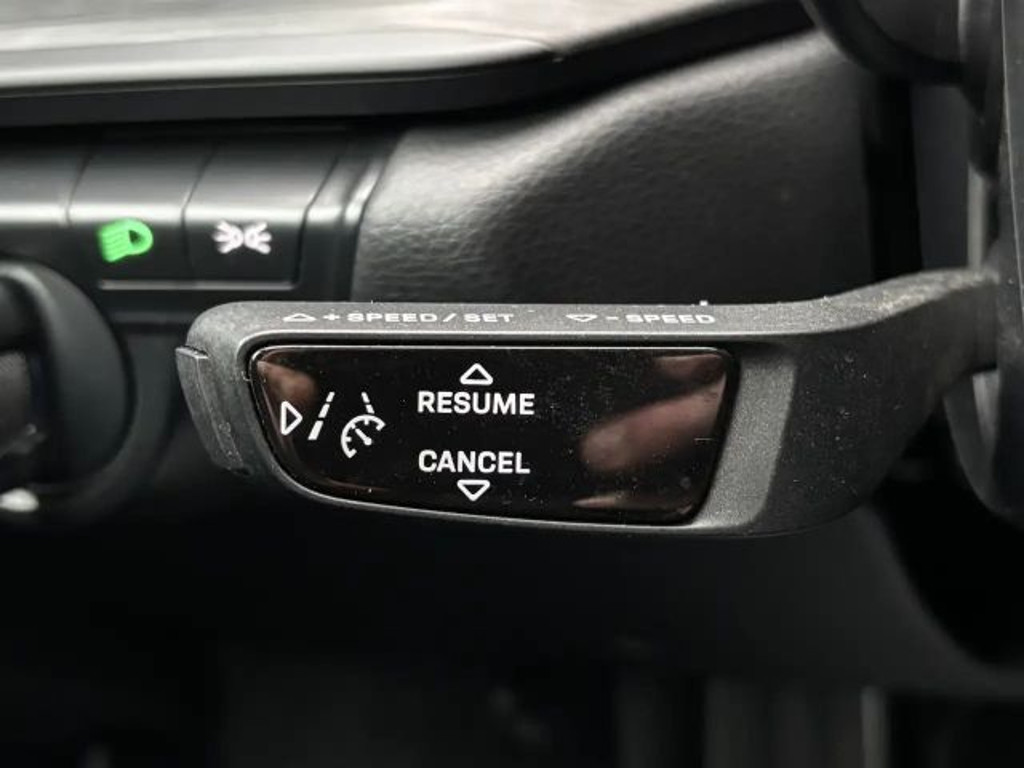 + SPEED / SET - SPEED
RESUME
CANCEL